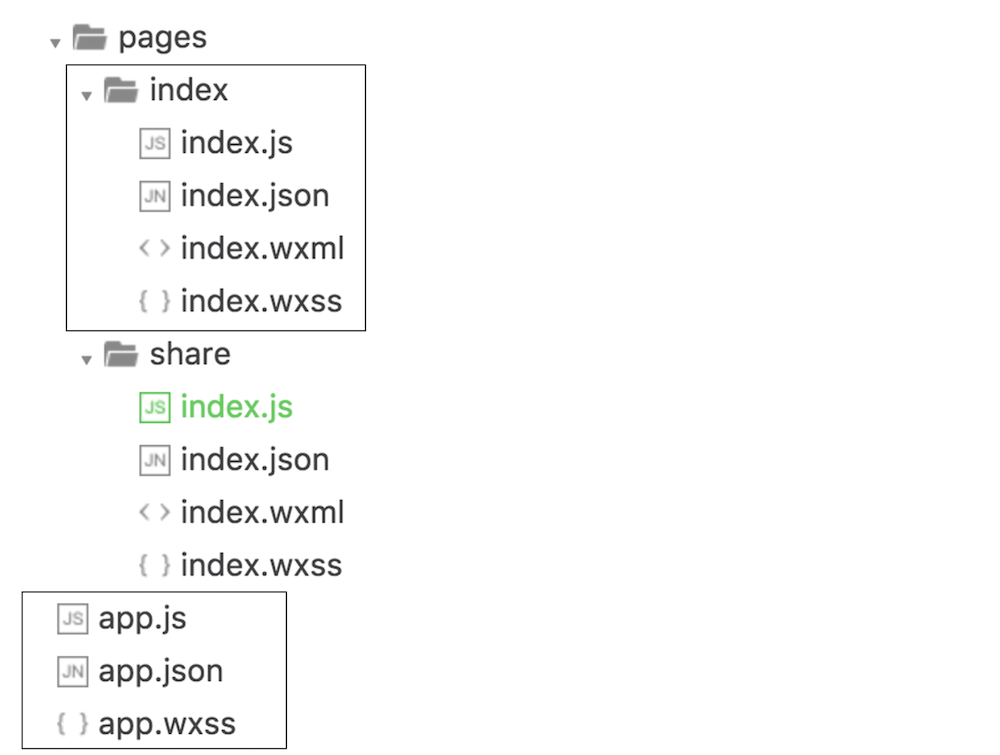 pages
index
JS index.js
JN index.json
< > index.wxml
{ } index.wxss
share
JS index.js
JN index.json
< > index.wxml
{ } index.wxss
JS app.js
JN app.json
{ } app.wxss